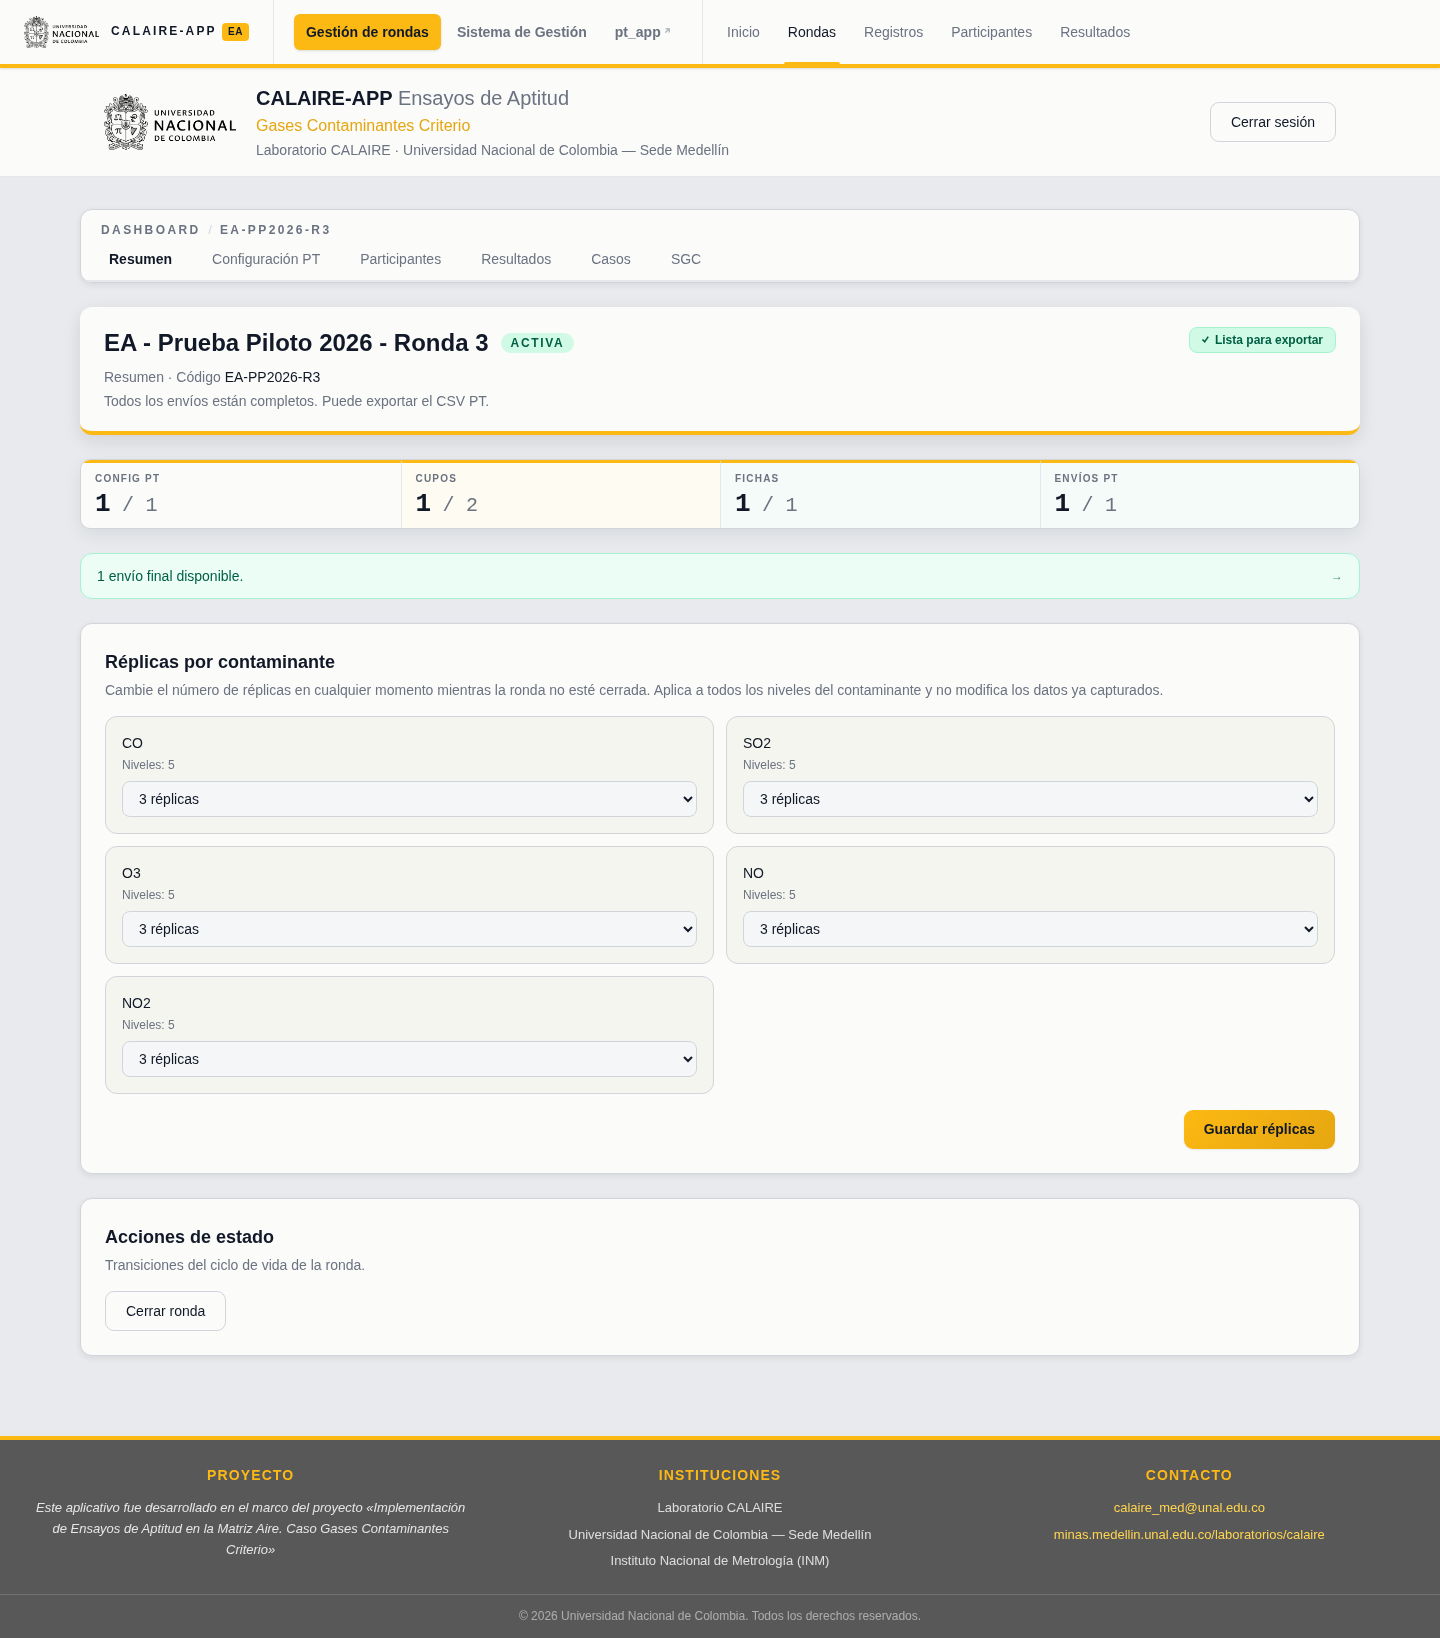 UNIVERSIDAD
NACIONAL
DE COLOMBIA
CALAIRE-APP EA
Gestión de rondas
Sistema de Gestión
pt_app ↗
Inicio
Rondas
Registros
Participantes
Resultados
UNIVERSIDAD
NACIONAL
DE COLOMBIA
CALAIRE-APP Ensayos de Aptitud
Gases Contaminantes Criterio
Laboratorio CALAIRE · Universidad Nacional de Colombia — Sede Medellín
Cerrar sesión
DASHBOARD / EA-PP2026-R3
Resumen
Configuración PT
Participantes
Resultados
Casos
SGC
EA - Prueba Piloto 2026 - Ronda 3 ACTIVA
✓ Lista para exportar
Resumen · Código EA-PP2026-R3
Todos los envíos están completos. Puede exportar el CSV PT.
CONFIG PT
1 / 1
CUPOS
1 / 2
FICHAS
1 / 1
ENVÍOS PT
1 / 1
1 envío final disponible. →
Réplicas por contaminante
Cambie el número de réplicas en cualquier momento mientras la ronda no esté cerrada. Aplica a todos los niveles del contaminante y no modifica los datos ya capturados.
CO
Niveles: 5
3 réplicas
SO2
Niveles: 5
3 réplicas
O3
Niveles: 5
3 réplicas
NO
Niveles: 5
3 réplicas
NO2
Niveles: 5
3 réplicas
Guardar réplicas
Acciones de estado
Transiciones del ciclo de vida de la ronda.
Cerrar ronda
PROYECTO
Este aplicativo fue desarrollado en el marco del proyecto «Implementación
de Ensayos de Aptitud en la Matriz Aire. Caso Gases Contaminantes
Criterio»
INSTITUCIONES
Laboratorio CALAIRE
Universidad Nacional de Colombia — Sede Medellín
Instituto Nacional de Metrología (INM)
CONTACTO
calaire_med@unal.edu.co
minas.medellin.unal.edu.co/laboratorios/calaire
© 2026 Universidad Nacional de Colombia. Todos los derechos reservados.